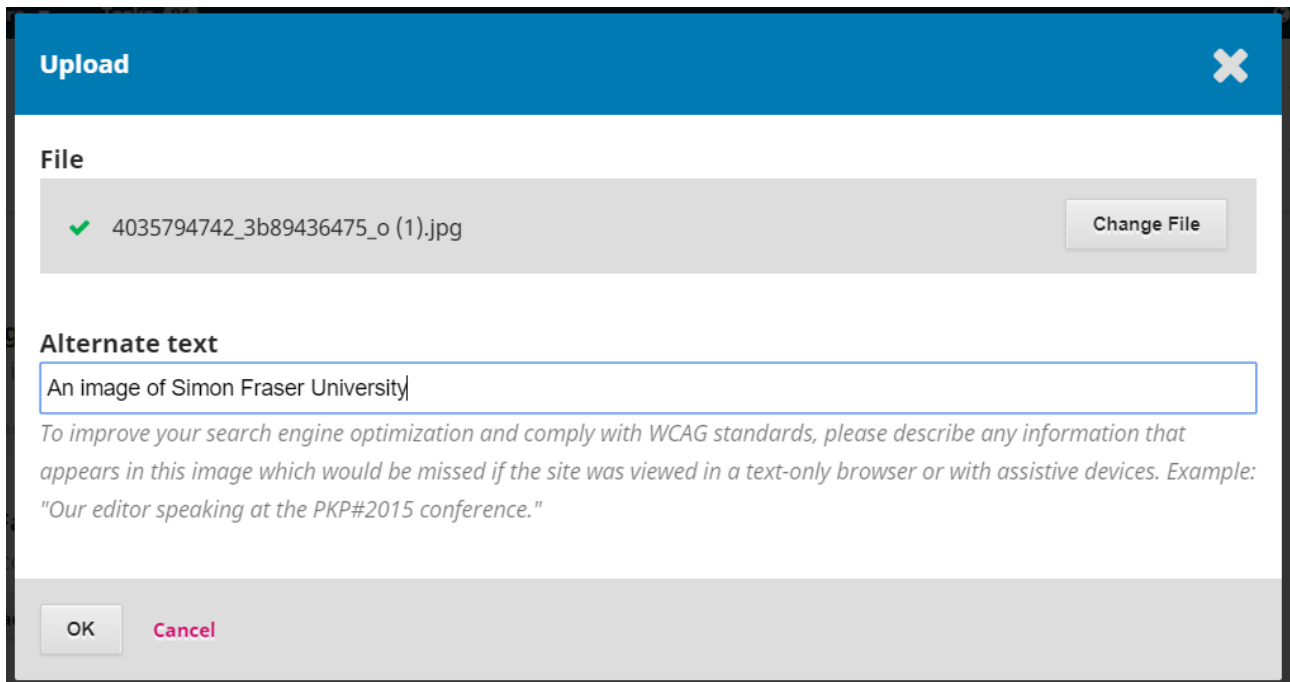 Upload
File
4035794742_3b89436475_o (1).jpg
Change File
Alternate text
An image of Simon Fraser University
To improve your search engine optimization and comply with WCAG standards, please describe any information that
appears in this image which would be missed if the site was viewed in a text-only browser or with assistive devices. Example:
"Our editor speaking at the PKP#2015 conference."
OK
Cancel